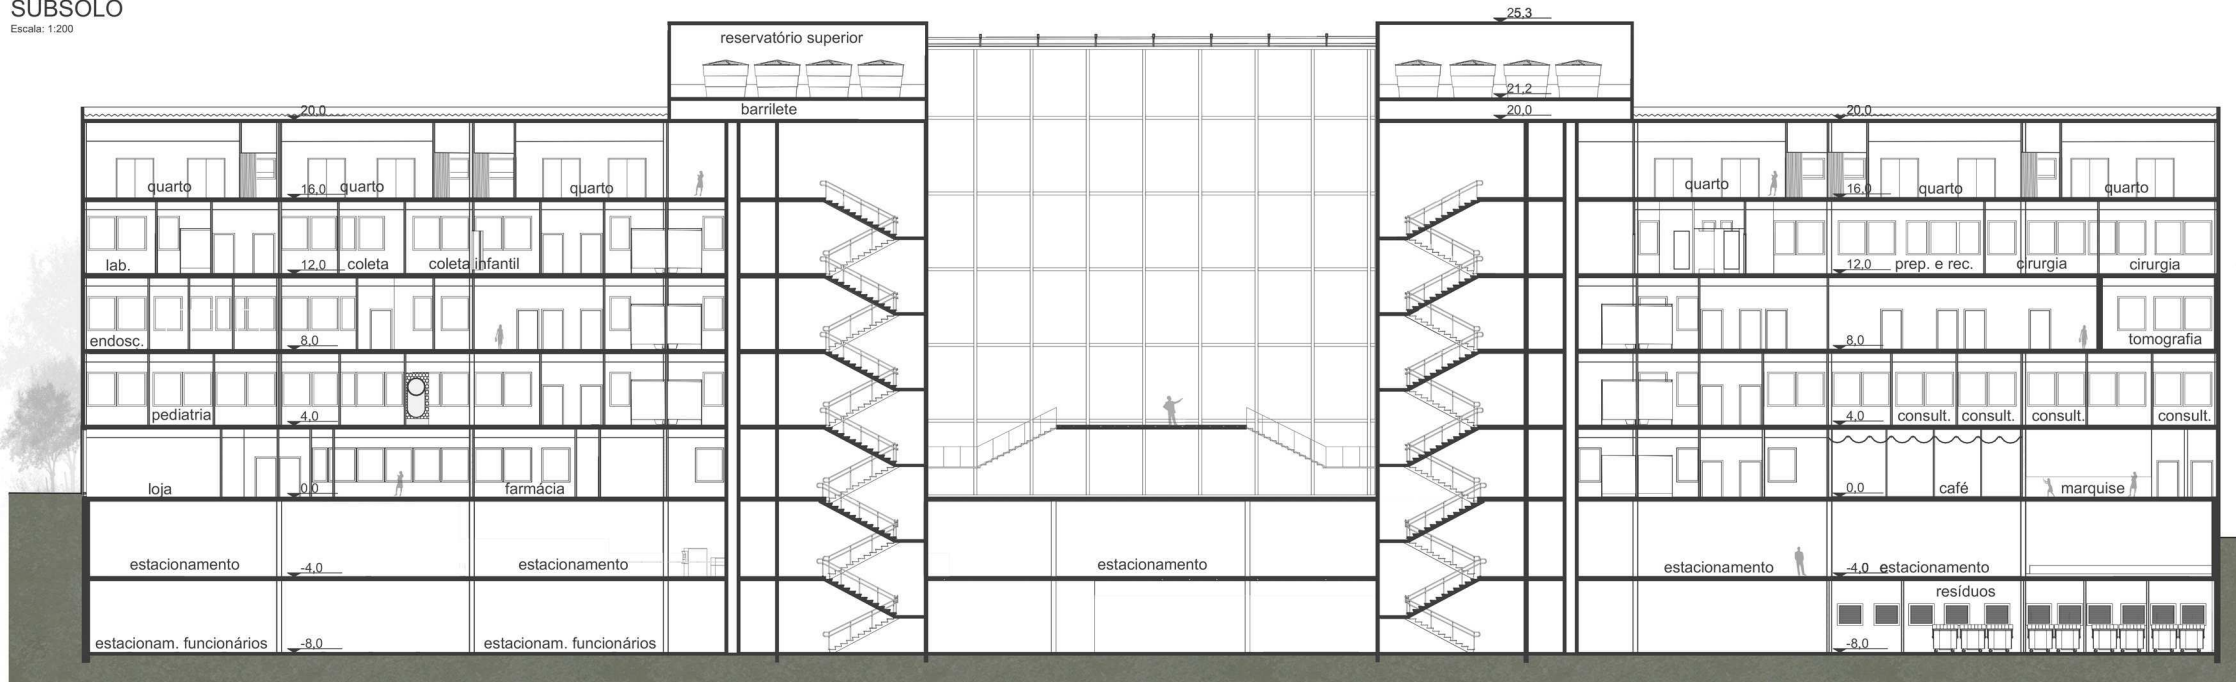 SUBSOLO
Escala: 1:200
25,3
reservatório superior
21,2
20,0
barrilete
20,0
20,0
quarto
16,0
quarto
quarto
quarto
16,0
quarto
quarto
lab.
12,0
coleta
coleta infantil
12,0
prep. e rec.
cirurgia
cirurgia
endosc.
8,0
8,0
tomografia
pediatria
4,0
4,0
consult.
consult.
consult.
consult.
loja
0,0
farmácia
0,0
café
marquise
estacionamento
-4,0
estacionamento
estacionamento
estacionamento
-4,0
estacionamento
resíduos
estacionam. funcionários
-8,0
estacionam. funcionários
-8,0